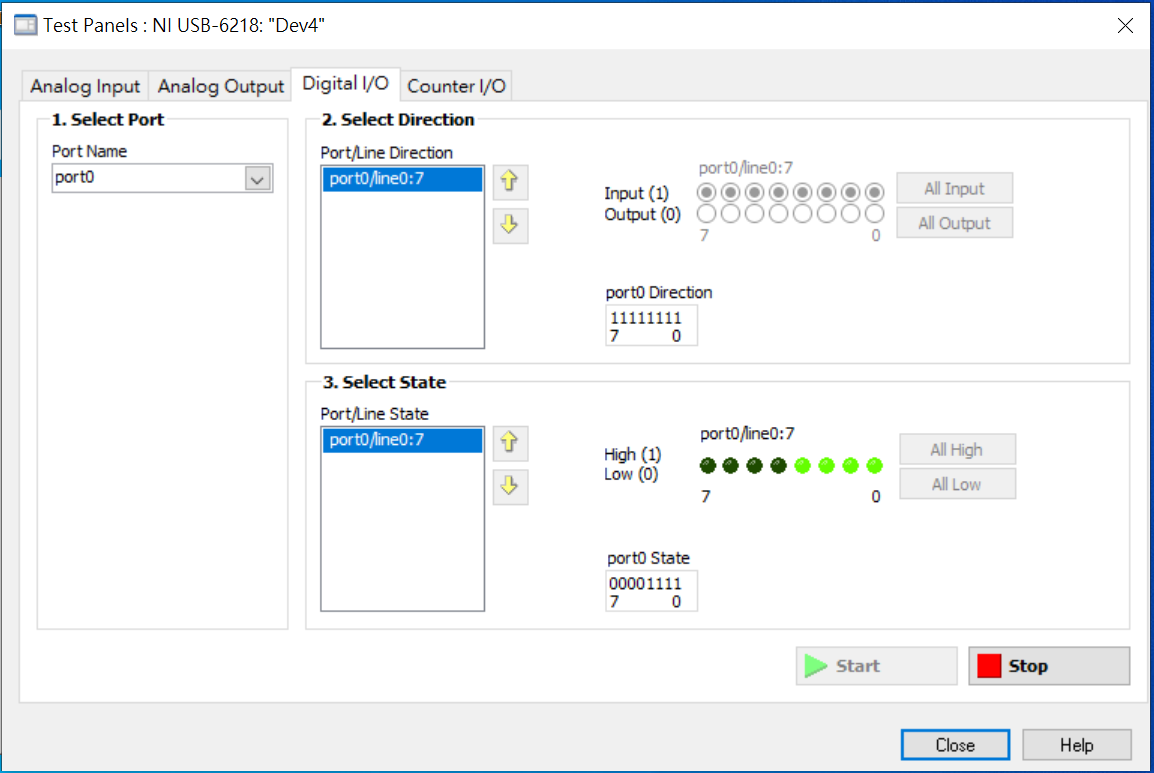 Test Panels : NI USB-6218: "Dev4"
Analog Input Analog Output Digital I/O Counter I/O
1. Select Port
Port Name
port0
2. Select Direction
Port/Line Direction
port0/line0:7
port0/line0:7
Input (1)
Output (0)
7 0
All Input
All Output
port0 Direction
11111111
7 0
3. Select State
Port/Line State
port0/line0:7
port0/line0:7
High (1)
Low (0)
7 0
All High
All Low
port0 State
00001111
7 0
Start Stop
Close Help